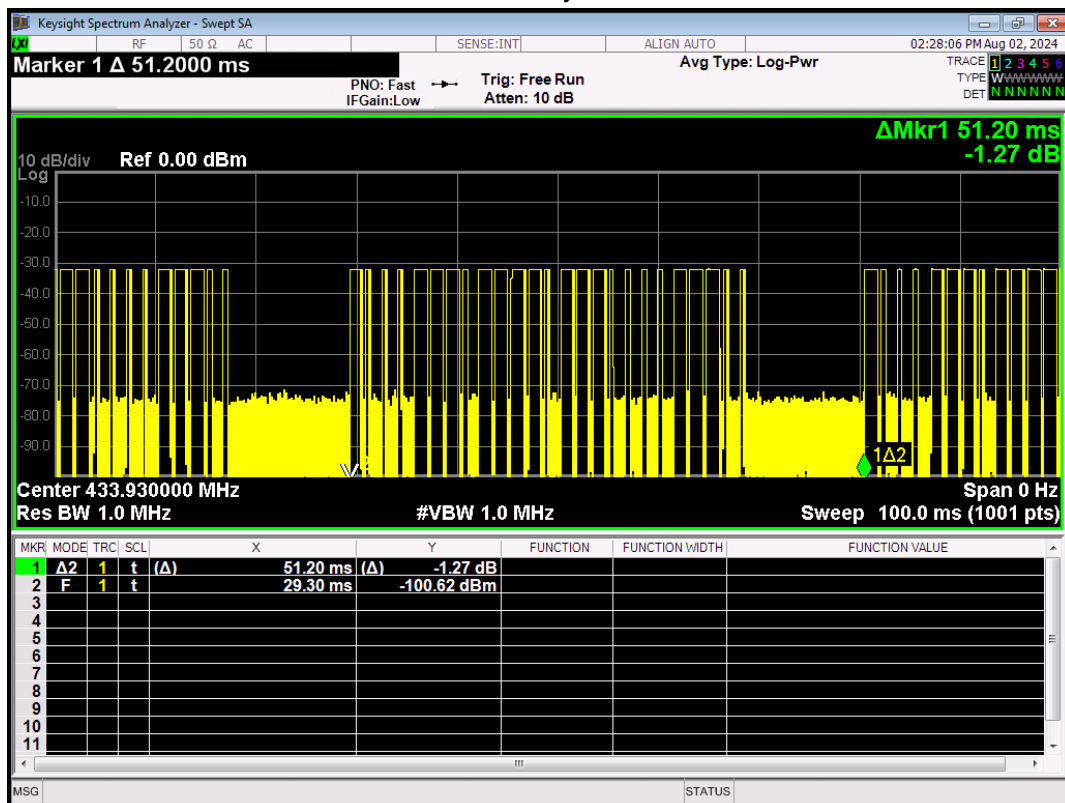 Keysight Spectrum Analyzer - Swept SA
LXI RF 50 Ω AC SENSE:INT ALIGN AUTO 02:28:06 PM Aug 02, 2024
Marker 1 Δ 51.2000 ms Avg Type: Log-Pwr TRACE 1 2 3 4 5 6
PNO: Fast Trig: Free Run TYPE WWWWWW
IFGain:Low Atten: 10 dB DET N N N N N N
ΔMkr1 51.20 ms
10 dB/div Ref 0.00 dBm -1.27 dB
Log
-10.0
-20.0
-30.0
-40.0
-50.0
-60.0
-70.0
-80.0
-90.0
1Δ2
Center 433.930000 MHz Span 0 Hz
Res BW 1.0 MHz #VBW 1.0 MHz Sweep 100.0 ms (1001 pts)
MKR MODE TRC SCL X Y FUNCTION FUNCTION WIDTH FUNCTION VALUE
1 Δ2 1 t (Δ) 51.20 ms (Δ) -1.27 dB
2 F 1 t 29.30 ms -100.62 dBm
3
4
5
6
7
8
9
10
11
MSG STATUS